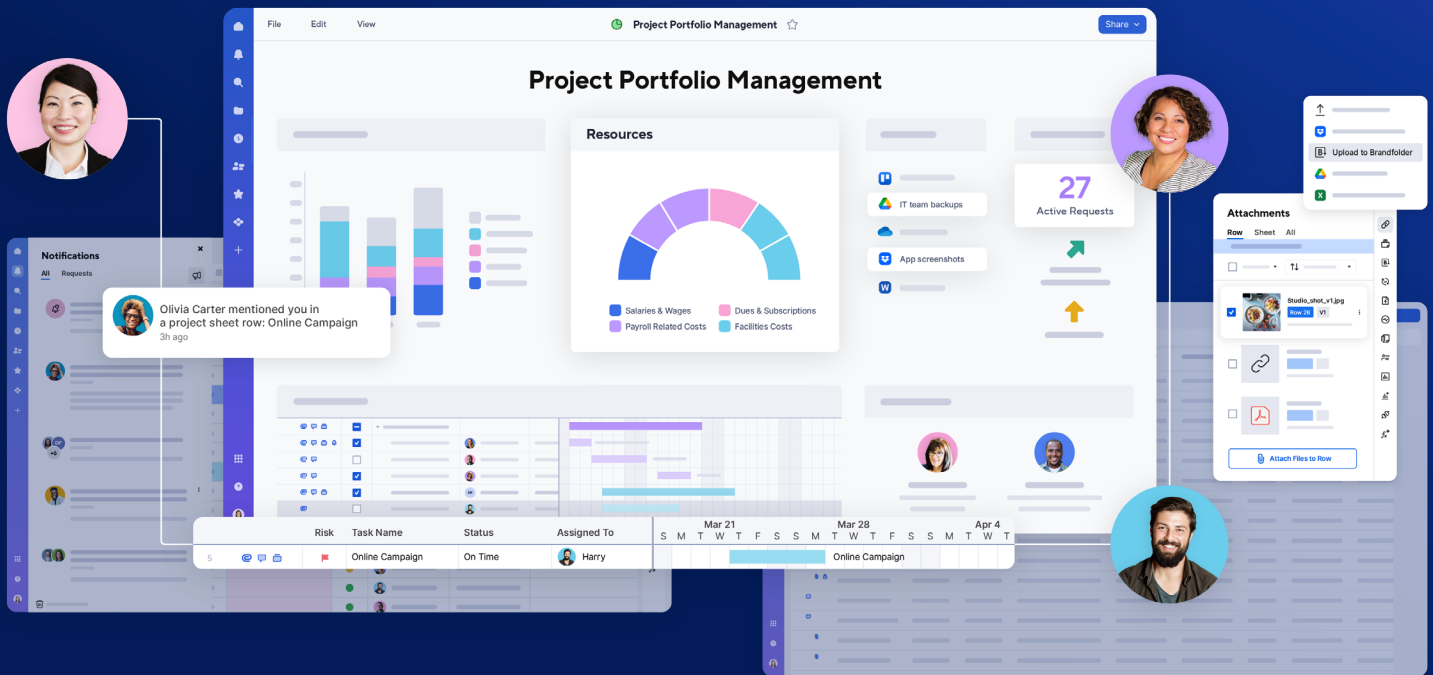 File Edit View
Project Portfolio Management
Share
Project Portfolio Management
Resources
Salaries & Wages
Dues & Subscriptions
Payroll Related Costs
Facilities Costs
IT team backups
App screenshots
W
27
Active Requests
Upload to Brandfolder
Attachments
Row Sheet All
Studio_shot_v1.jpg
Row 26 V1
Attach Files to Row
Notifications
All Requests
Olivia Carter mentioned you in
a project sheet row: Online Campaign
3h ago
Mar 21 Mar 28 Apr 4
Risk Task Name Status Assigned To S M T W T F S S M T W T F S S M T W T
5 Online Campaign On Time Harry Online Campaign